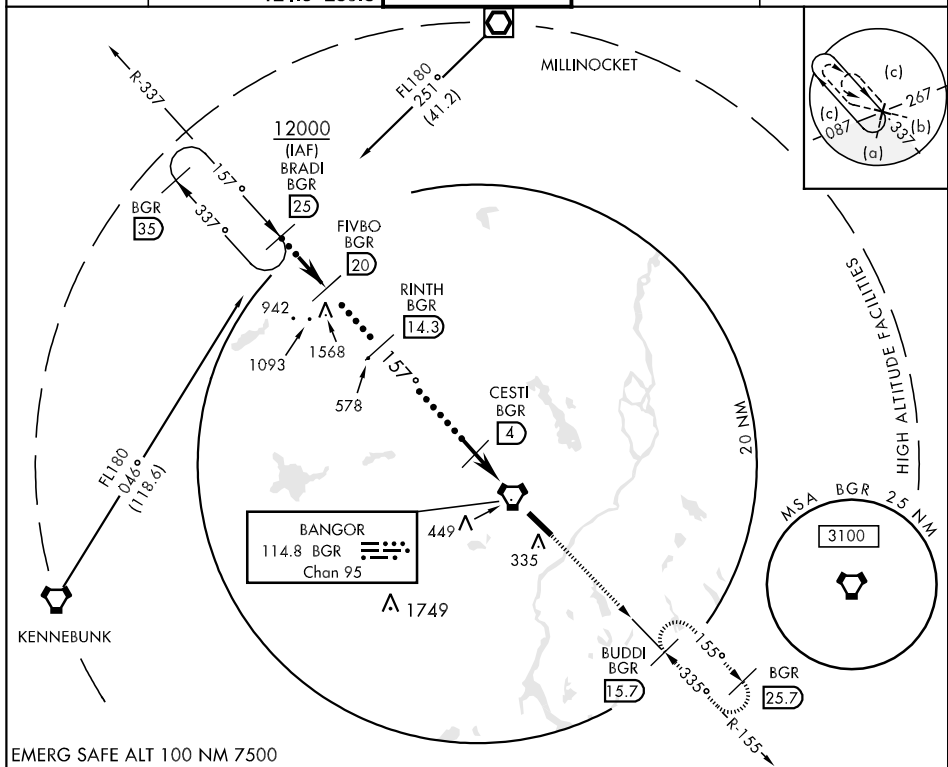 MILLINOCKET
FL180
251°
(41.2)
R-337
12000
(IAF)
BRADI
BGR
25
157°
337°
BGR
35
FIVBO
BGR
20
RINTH
BGR
14.3
942
1093
1568
578
157°
CESTI
BGR
4
20 NM
HIGH ALTITUDE FACILITIES
FL180
046°
(118.6)
KENNEBUNK
BANGOR
114.8 BGR
Chan 95
449
335
1749
BUDDI
BGR
15.7
155°
335°
BGR
25.7
R-155
MSA BGR 25 NM
3100
(c)
(c)
267
087
(b)
337
(a)
EMERG SAFE ALT 100 NM 7500